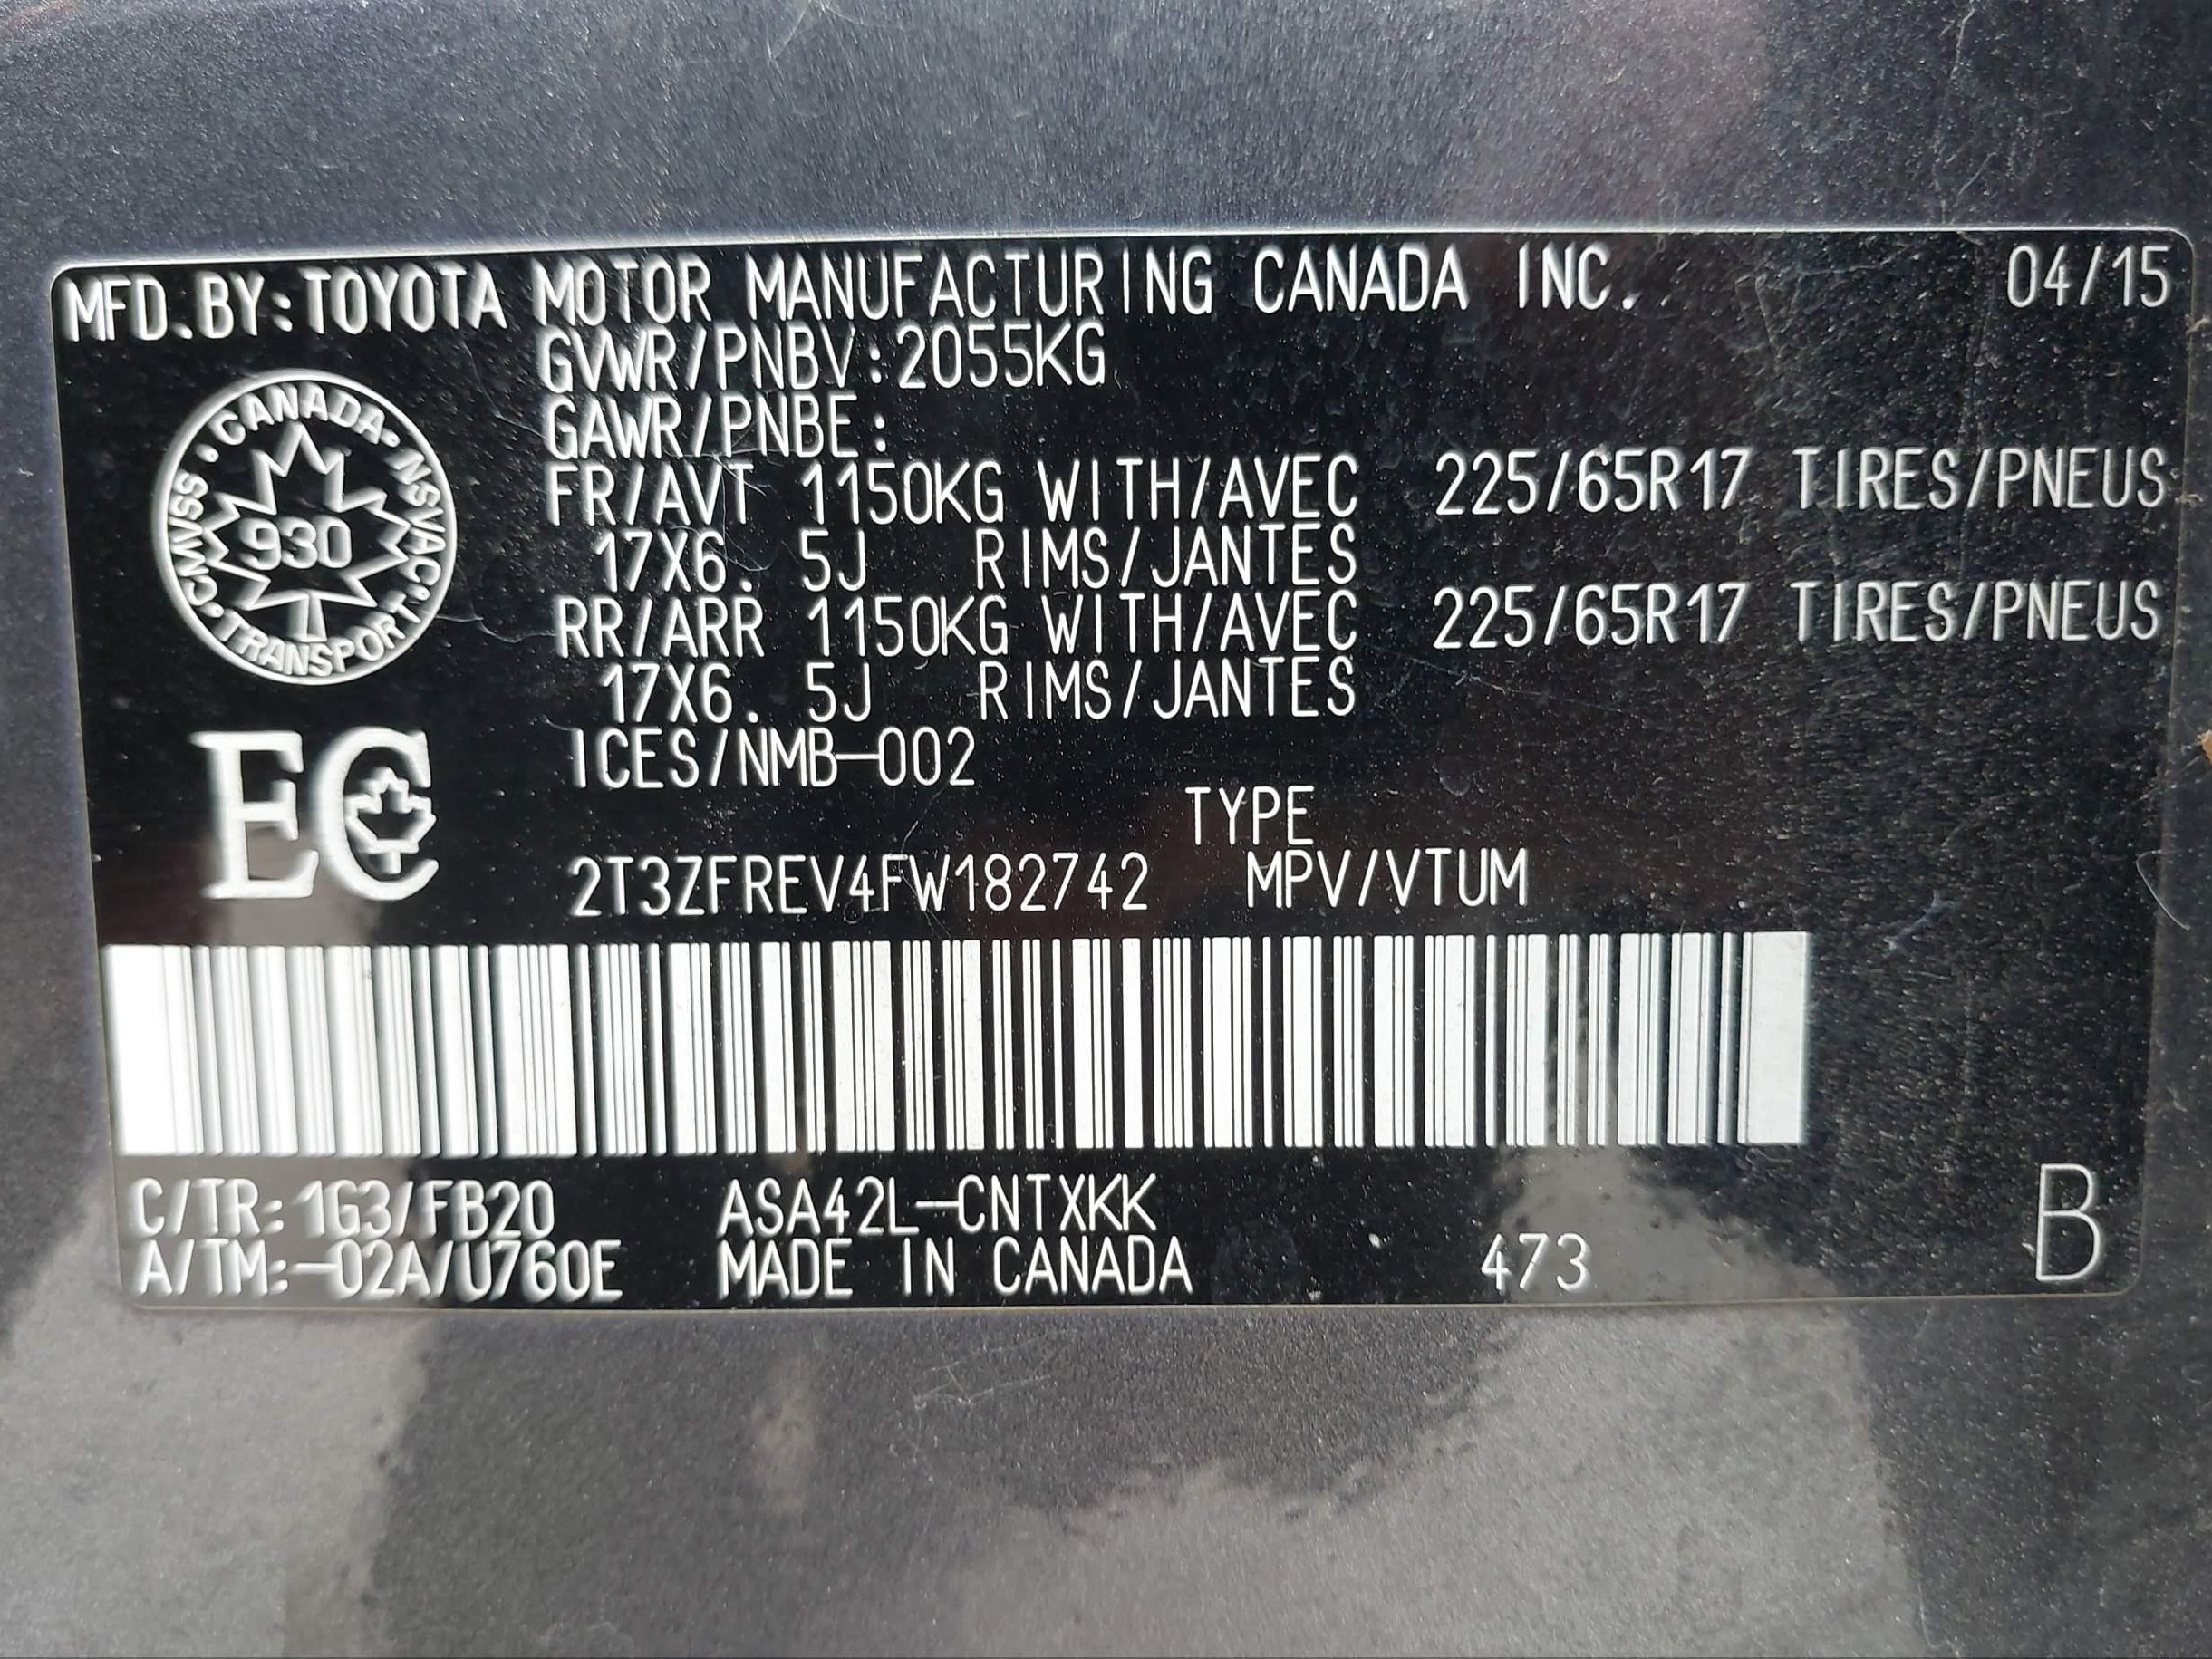 MFD.BY:TOYOTA MOTOR MANUFACTURING CANADA INC. 04/15
GVWR/PNBV:2055KG
GAWR/PNBE:
FR/AVT 1150KG WITH/AVEC 225/65R17 TIRES/PNEUS
17X6. 5J RIMS/JANTES
RR/ARR 1150KG WITH/AVEC 225/65R17 TIRES/PNEUS
17X6. 5J RIMS/JANTES
ICES/NMB-002
CANADA · NSVAC · TRANSPORT · CMVSS ·
930
EC
TYPE
2T3ZFREV4FW182742 MPV/VTUM
C/TR: 1G3/FB20 ASA42L-CNTXKK
A/TM:-02A/U760E MADE IN CANADA 473 B